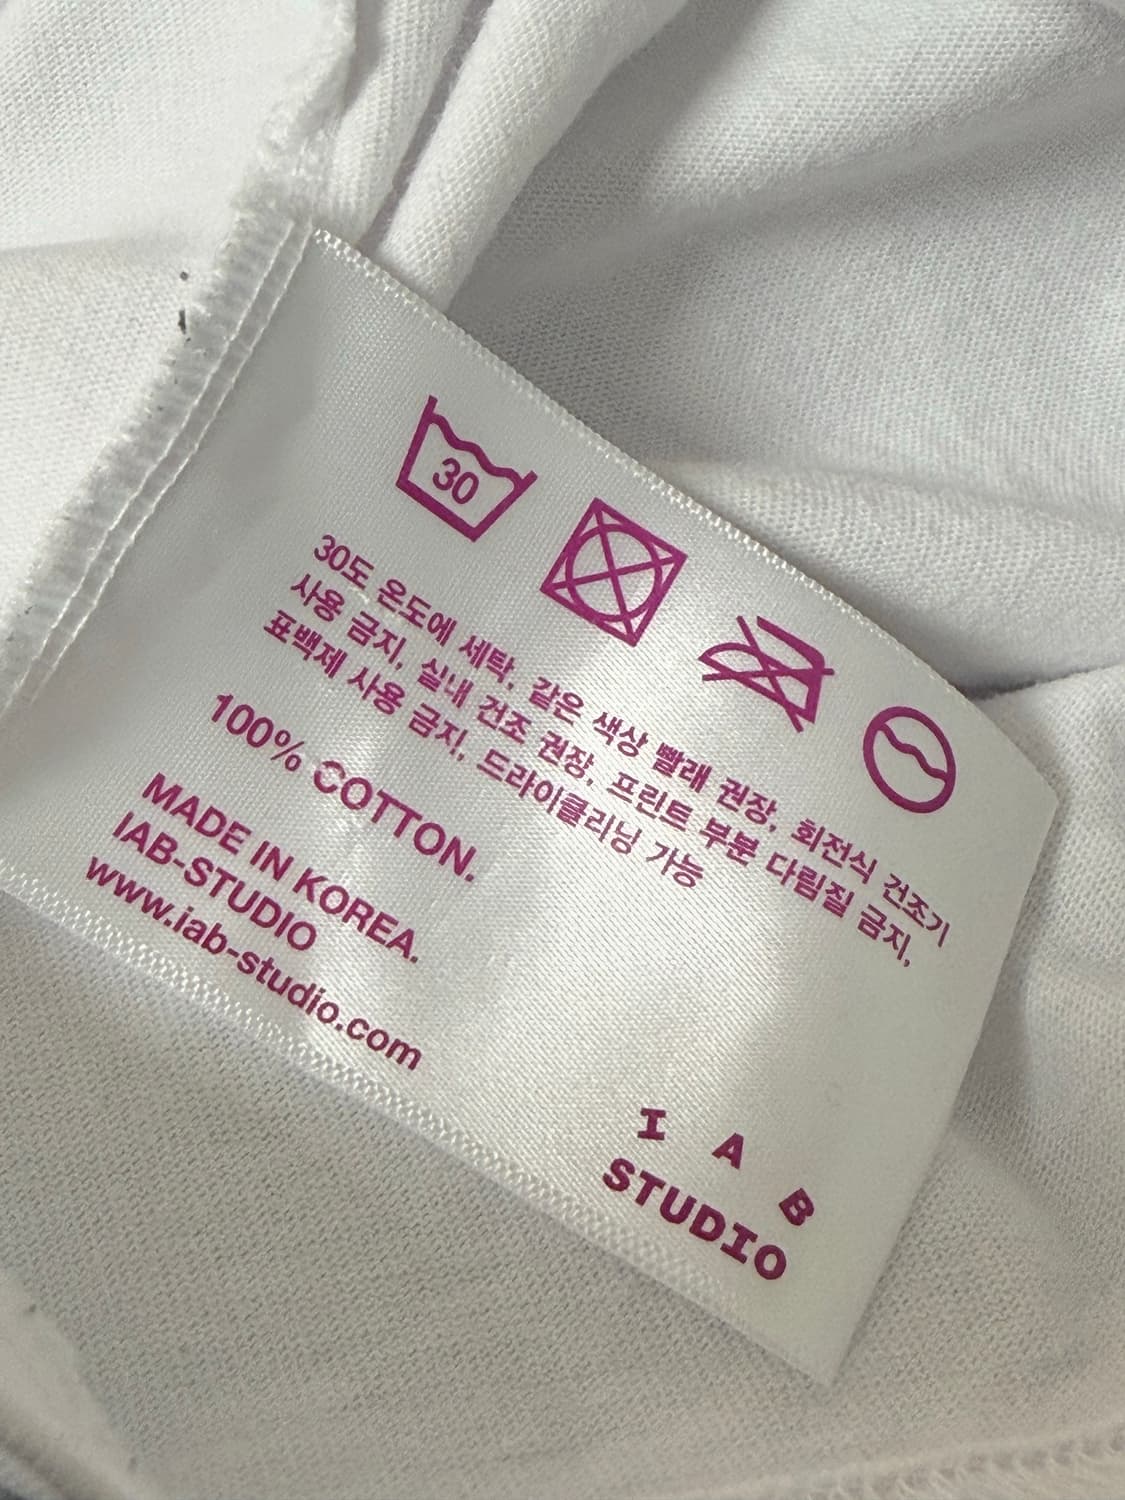 30
30도 온도에 세탁, 같은 색상 빨래 권장, 회전식 건조기
사용 금지, 실내 건조 권장, 프린트 부분 다림질 금지,
표백제 사용 금지, 드라이클리닝 가능
100% COTTON.
MADE IN KOREA.
IAB-STUDIO
www.iab-studio.com
I A B
STUDIO